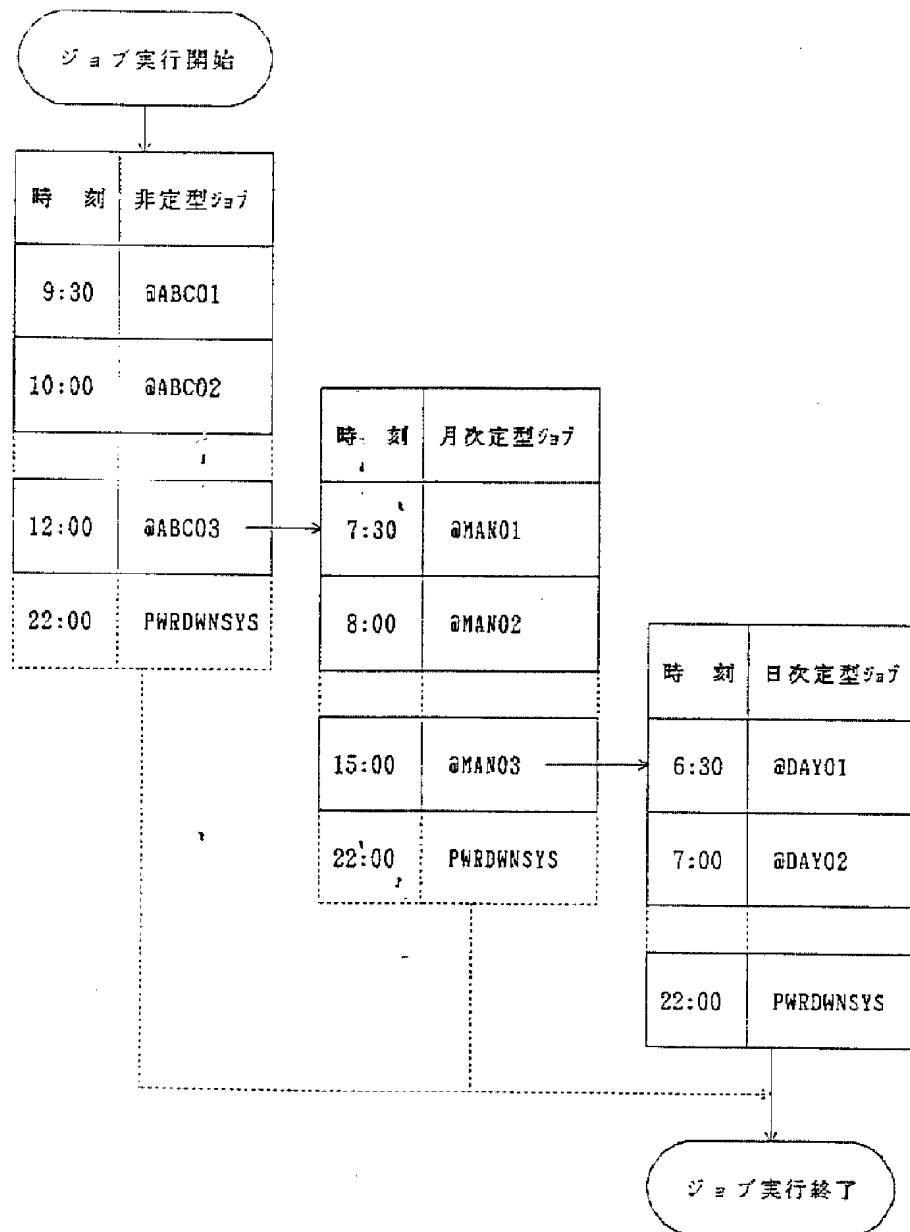 ジョブ実行開始
時 刻 非定型ジョブ
9:30 @ABC01
10:00 @ABC02
12:00 @ABC03
22:00 PWRDWNSYS
時 刻 月次定型ジョブ
7:30 @MAN01
8:00 @MAN02
15:00 @MAN03
22:00 PWRDWNSYS
時 刻 日次定型ジョブ
6:30 @DAY01
7:00 @DAY02
22:00 PWRDWNSYS
ジョブ実行終了